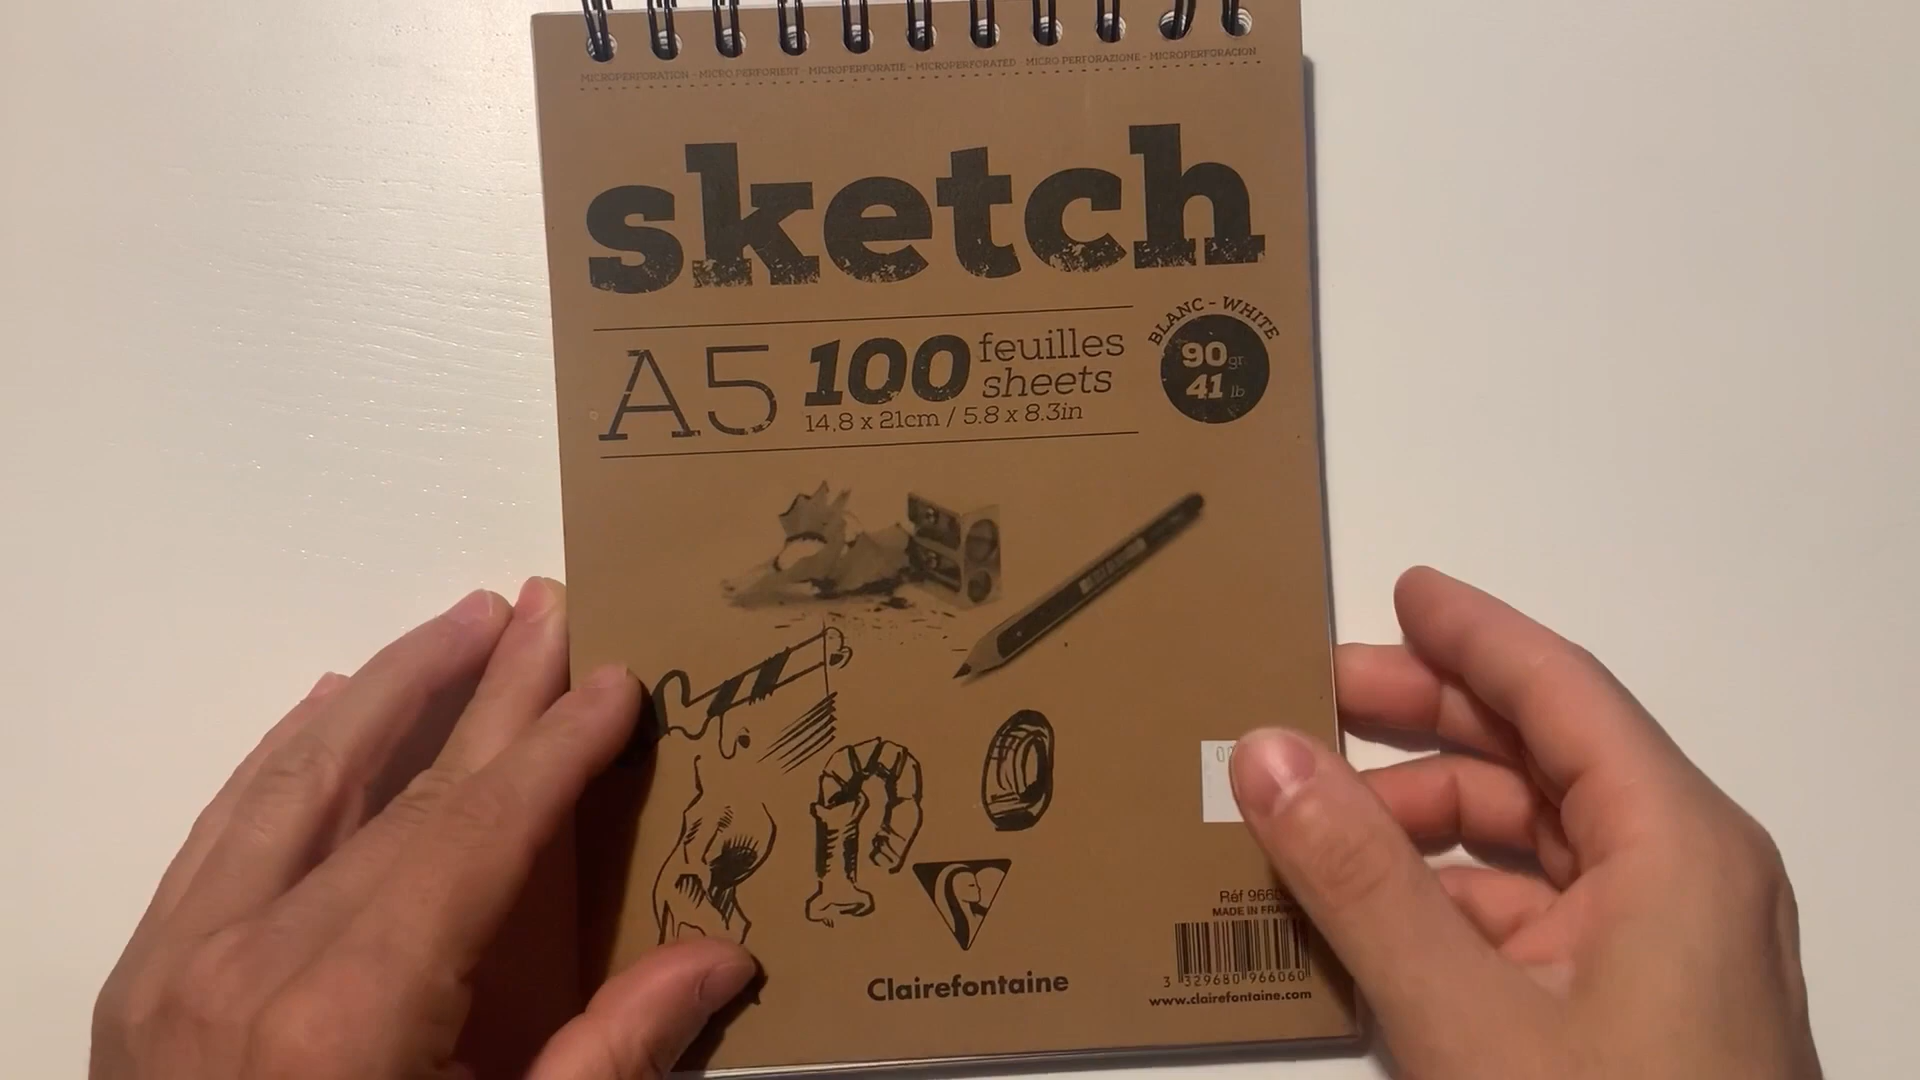 MICROPERFORATION - MICRO PERFORIERT - MICROPERFORATIE - MICROPERFORATED - MICRO PERFORAZIONE - MICROPERFORACION
sketch
A5
100 feuilles
sheets
14,8 x 21cm / 5.8 x 8.3in
BLANC - WHITE
90 gr
41 lb
Réf
MADE IN
3 329680 966060
Clairefontaine
www.clairefontaine.com